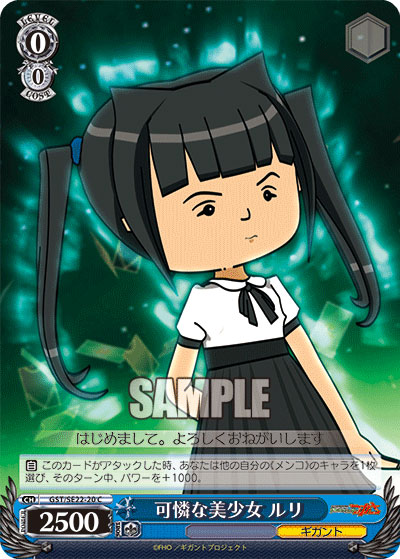 LEVEL
0
0
COST
SAMPLE
はじめまして。よろしくおねがいします
このカードがアタックした時、あなたは他の自分の《メンコ》のキャラを1枚
選び、そのターン中、パワーを+1000。
CH GST/SE22-20 C
POWER
2500
可憐な美少女 ルリ
ギガント
©FHO／ギガントプロジェクト